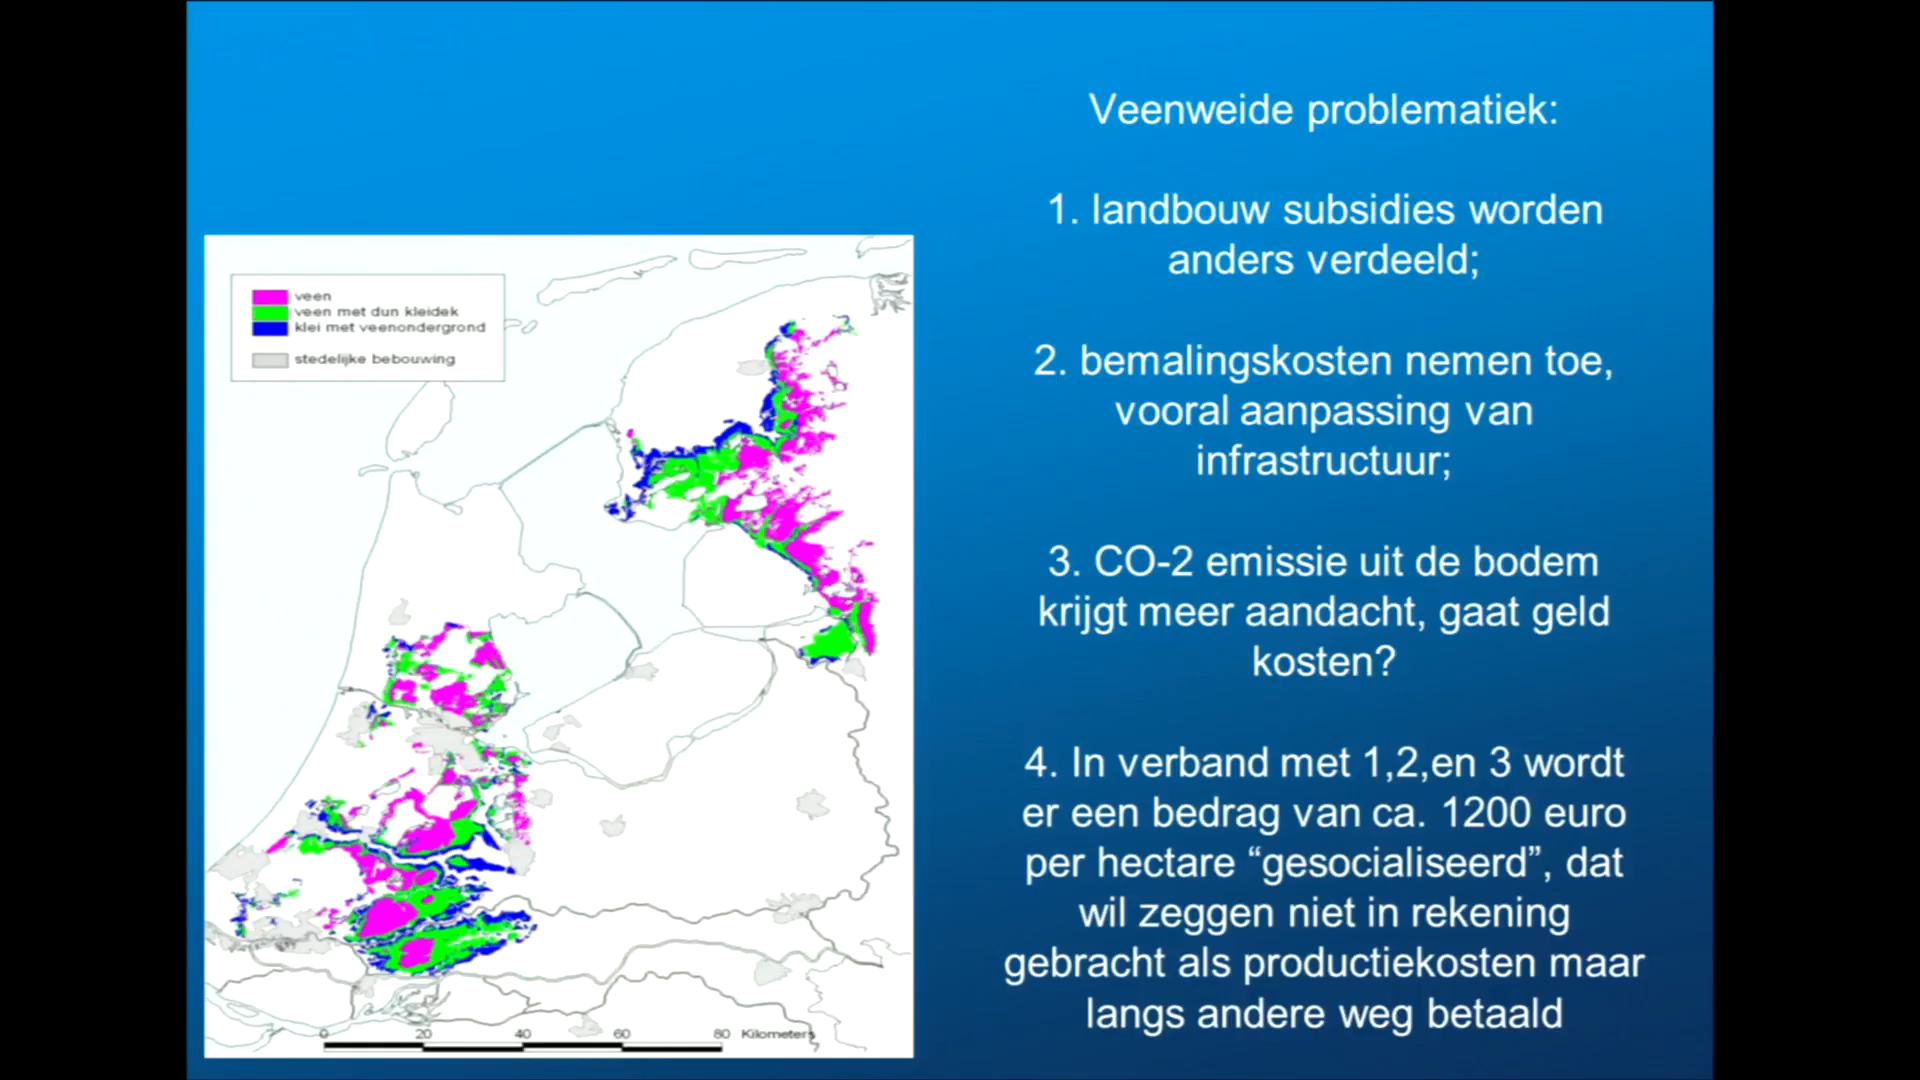 Veenweide problematiek:
1. landbouw subsidies worden
anders verdeeld;
2. bemalingskosten nemen toe,
vooral aanpassing van
infrastructuur;
3. CO-2 emissie uit de bodem
krijgt meer aandacht, gaat geld
kosten?
4. In verband met 1,2,en 3 wordt
er een bedrag van ca. 1200 euro
per hectare “gesocialiseerd”, dat
wil zeggen niet in rekening
gebracht als productiekosten maar
langs andere weg betaald
veen
veen met dun kleidek
klei met veenondergrond
stedelijke bebouwing
0 20 40 60 80 Kilometers